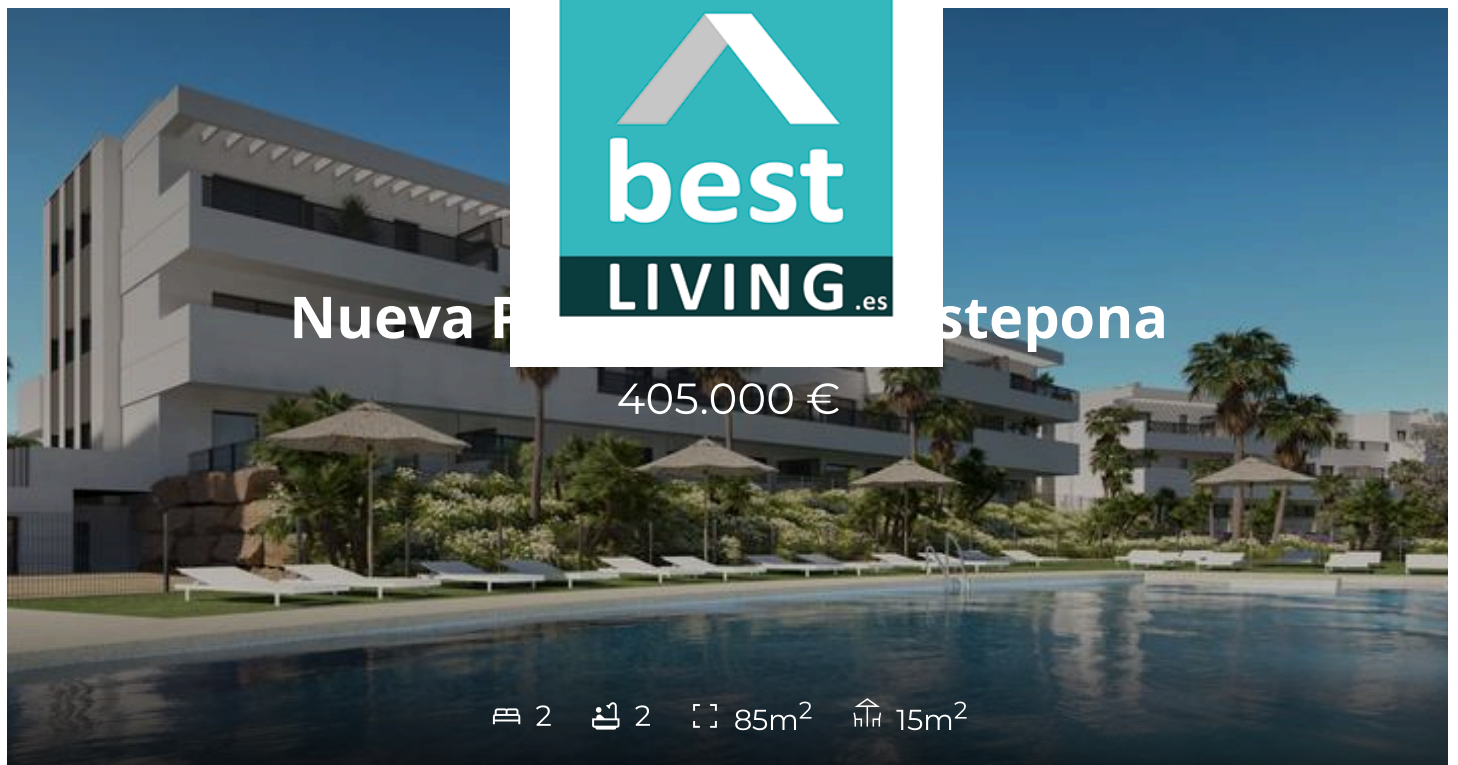 best
LIVING.es
Nueva
stepona
405.000 €
2 2 85m² 15m²